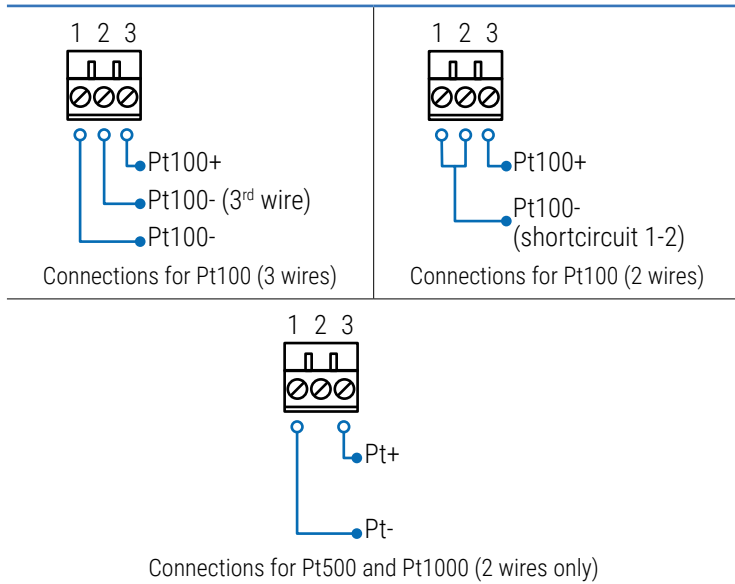 1 2 3
Pt100+
Pt100- (3rd wire)
Pt100-
Connections for Pt100 (3 wires)
1 2 3
Pt100+
Pt100-
(shortcircuit 1-2)
Connections for Pt100 (2 wires)
1 2 3
Pt+
Pt-
Connections for Pt500 and Pt1000 (2 wires only)